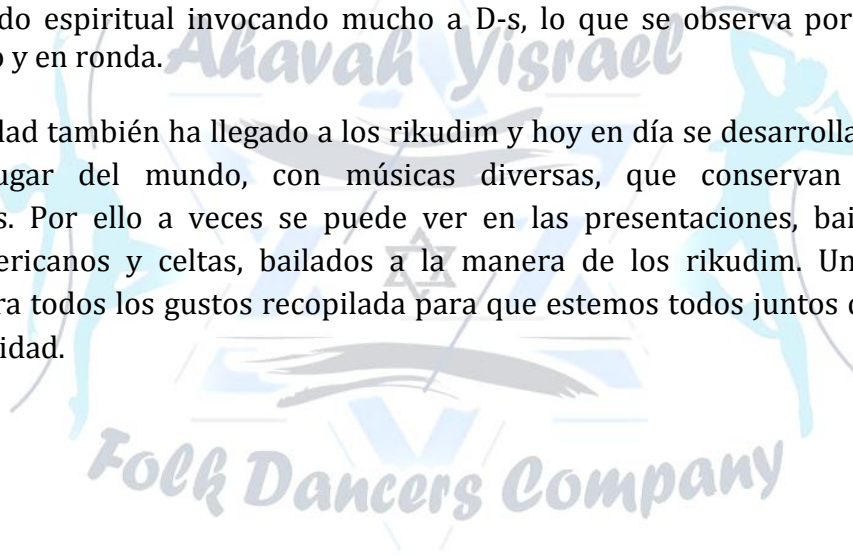 do espiritual invocando mucho a D-s, lo que se observa por
o y en ronda.
Ahavah Yisrael
dad también ha llegado a los rikudim y hoy en día se desarrolla
ugar del mundo, con músicas diversas, que conservan
s. Por ello a veces se puede ver en las presentaciones, bai
ericanos y celtas, bailados a la manera de los rikudim. Un
ra todos los gustos recopilada para que estemos todos juntos
idad.
Folk Dancers Company